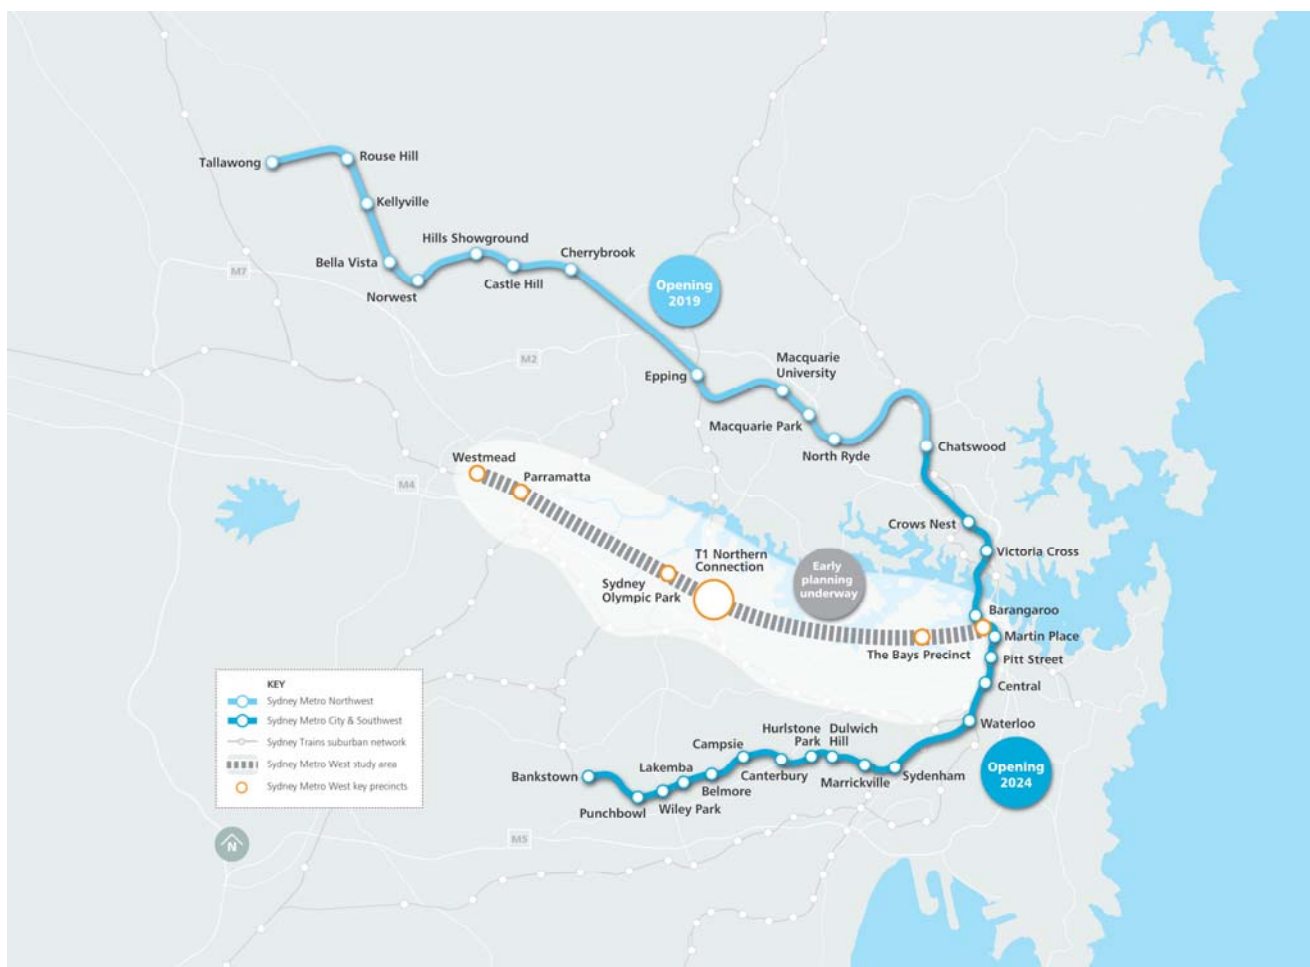 Tallawong
Rouse Hill
Kellyville
Bella Vista
Norwest
Hills Showground
Castle Hill
Cherrybrook
Opening
2019
M7
M2
Epping
Macquarie
University
Macquarie Park
North Ryde
Chatswood
Westmead
Parramatta
M4
Crows Nest
Victoria Cross
T1 Northern
Connection
Sydney
Olympic Park
Early
planning
underway
Barangaroo
Martin Place
The Bays Precinct
Pitt Street
Central
Waterloo
KEY
Sydney Metro Northwest
Sydney Metro City & Southwest
Sydney Trains suburban network
Sydney Metro West study area
Sydney Metro West key precincts
Bankstown
Punchbowl
Lakemba
Wiley Park
Campsie
Belmore
Canterbury
Hurlstone
Park
Dulwich
Hill
Marrickville
Sydenham
Opening
2024
M5
N